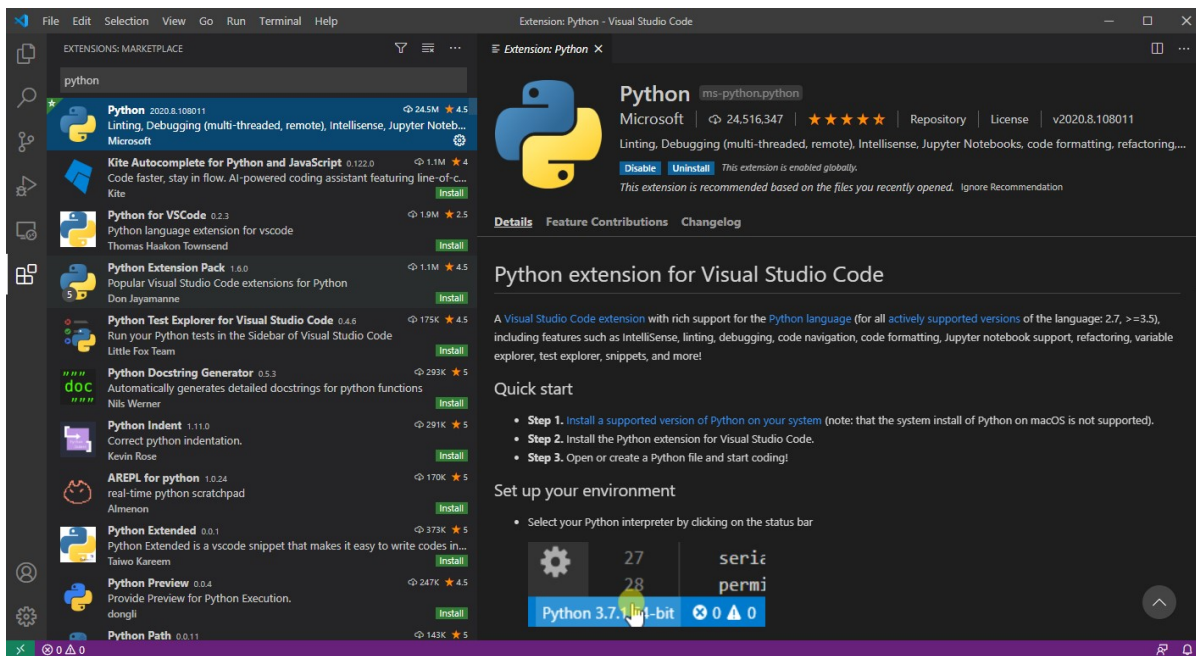 File Edit Selection View Go Run Terminal Help
Extension: Python - Visual Studio Code
EXTENSIONS: MARKETPLACE
python
Python 2020.8.108011 24.5M ★ 4.5
Linting, Debugging (multi-threaded, remote), Intellisense, Jupyter Noteb...
Microsoft
Kite Autocomplete for Python and JavaScript 0.122.0 1.1M ★ 4
Code faster, stay in flow. AI-powered coding assistant featuring line-of-c...
Kite Install
Python for VSCode 0.2.3 1.9M ★ 2.5
Python language extension for vscode
Thomas Haakon Townsend Install
Python Extension Pack 1.6.0 1.1M ★ 4.5
Popular Visual Studio Code extensions for Python
5
Don Jayamanne Install
Python Test Explorer for Visual Studio Code 0.4.6 175K ★ 4.5
Run your Python tests in the Sidebar of Visual Studio Code
Little Fox Team Install
""" doc """
Python Docstring Generator 0.5.3 293K ★ 5
Automatically generates detailed docstrings for python functions
Nils Werner Install
Python Indent 1.11.0 291K ★ 5
Correct python indentation.
Kevin Rose Install
AREPL for python 1.0.24 170K ★ 5
real-time python scratchpad
Almenon Install
Python Extended 0.0.1 373K ★ 5
Python Extended is a vscode snippet that makes it easy to write codes in...
Taiwo Kareem Install
Python Preview 0.0.4 247K ★ 4.5
Provide Preview for Python Execution.
dongli Install
Python Path 0.0.11 143K ★ 5
Extension: Python
Python ms-python.python
Microsoft | 24,516,347 | ★★★★★ | Repository | License | v2020.8.108011
Linting, Debugging (multi-threaded, remote), Intellisense, Jupyter Notebooks, code formatting, refactoring,...
Disable Uninstall This extension is enabled globally.
This extension is recommended based on the files you recently opened. Ignore Recommendation
Details Feature Contributions Changelog
Python extension for Visual Studio Code
A Visual Studio Code extension with rich support for the Python language (for all actively supported versions of the language: 2.7, >=3.5),
including features such as IntelliSense, linting, debugging, code navigation, code formatting, Jupyter notebook support, refactoring, variable
explorer, test explorer, snippets, and more!
Quick start
• Step 1. Install a supported version of Python on your system (note: that the system install of Python on macOS is not supported).
• Step 2. Install the Python extension for Visual Studio Code.
• Step 3. Open or create a Python file and start coding!
Set up your environment
• Select your Python interpreter by clicking on the status bar
27 seria
28 permi
Python 3.7.1 -bit 0 0
0 0